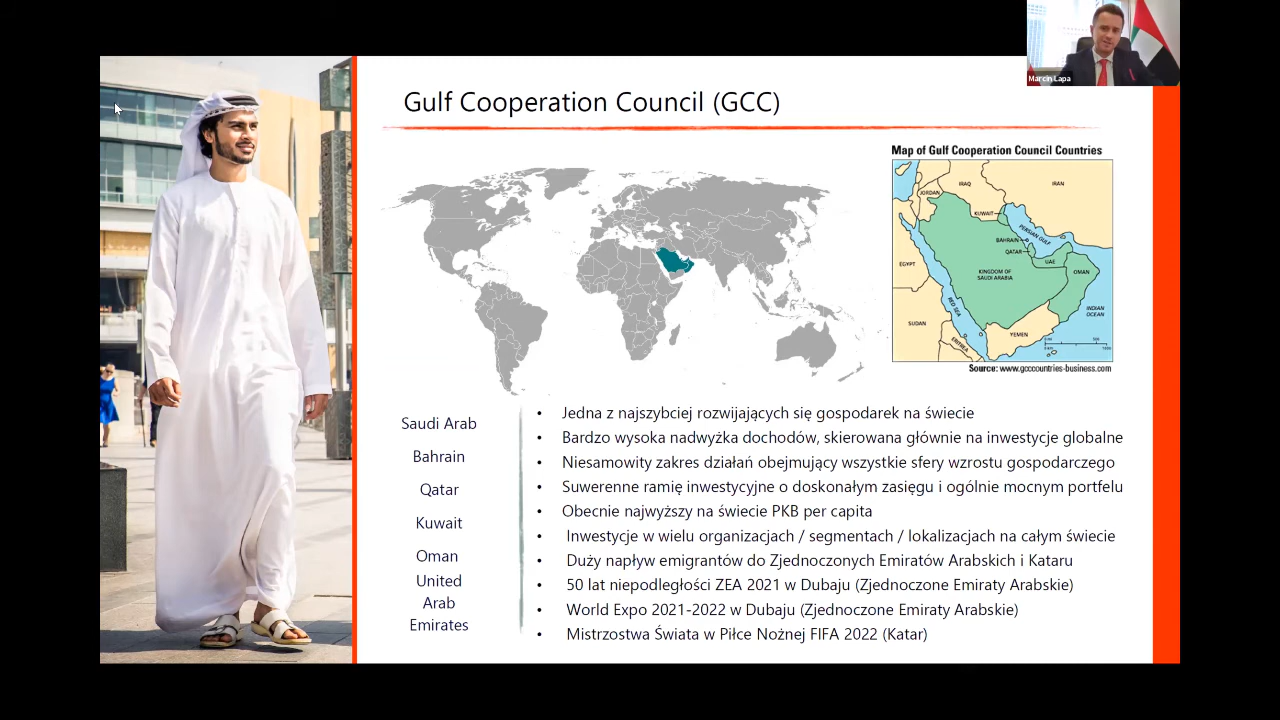 Marcin Lapa
Gulf Cooperation Council (GCC)
Map of Gulf Cooperation Council Countries
IRAQ
IRAN
JORDAN
KUWAIT
PERSIAN GULF
BAHRAIN
QATAR
UAE
EGYPT
KINGDOM OF
SAUDI ARABIA
OMAN
RED SEA
INDIAN
OCEAN
SUDAN
YEMEN
ERITREA
Source: www.gcccountries-business.com
Saudi Arab
Bahrain
Qatar
Kuwait
Oman
United
Arab
Emirates
• Jedna z najszybciej rozwijających się gospodarek na świecie
• Bardzo wysoka nadwyżka dochodów, skierowana głównie na inwestycje globalne
• Niesamowity zakres działań obejmujący wszystkie sfery wzrostu gospodarczego
• Suwerenne ramię inwestycyjne o doskonałym zasięgu i ogólnie mocnym portfelu
• Obecnie najwyższy na świecie PKB per capita
• Inwestycje w wielu organizacjach / segmentach / lokalizacjach na całym świecie
• Duży napływ emigrantów do Zjednoczonych Emiratów Arabskich i Kataru
• 50 lat niepodległości ZEA 2021 w Dubaju (Zjednoczone Emiraty Arabskie)
• World Expo 2021-2022 w Dubaju (Zjednoczone Emiraty Arabskie)
• Mistrzostwa Świata w Piłce Nożnej FIFA 2022 (Katar)